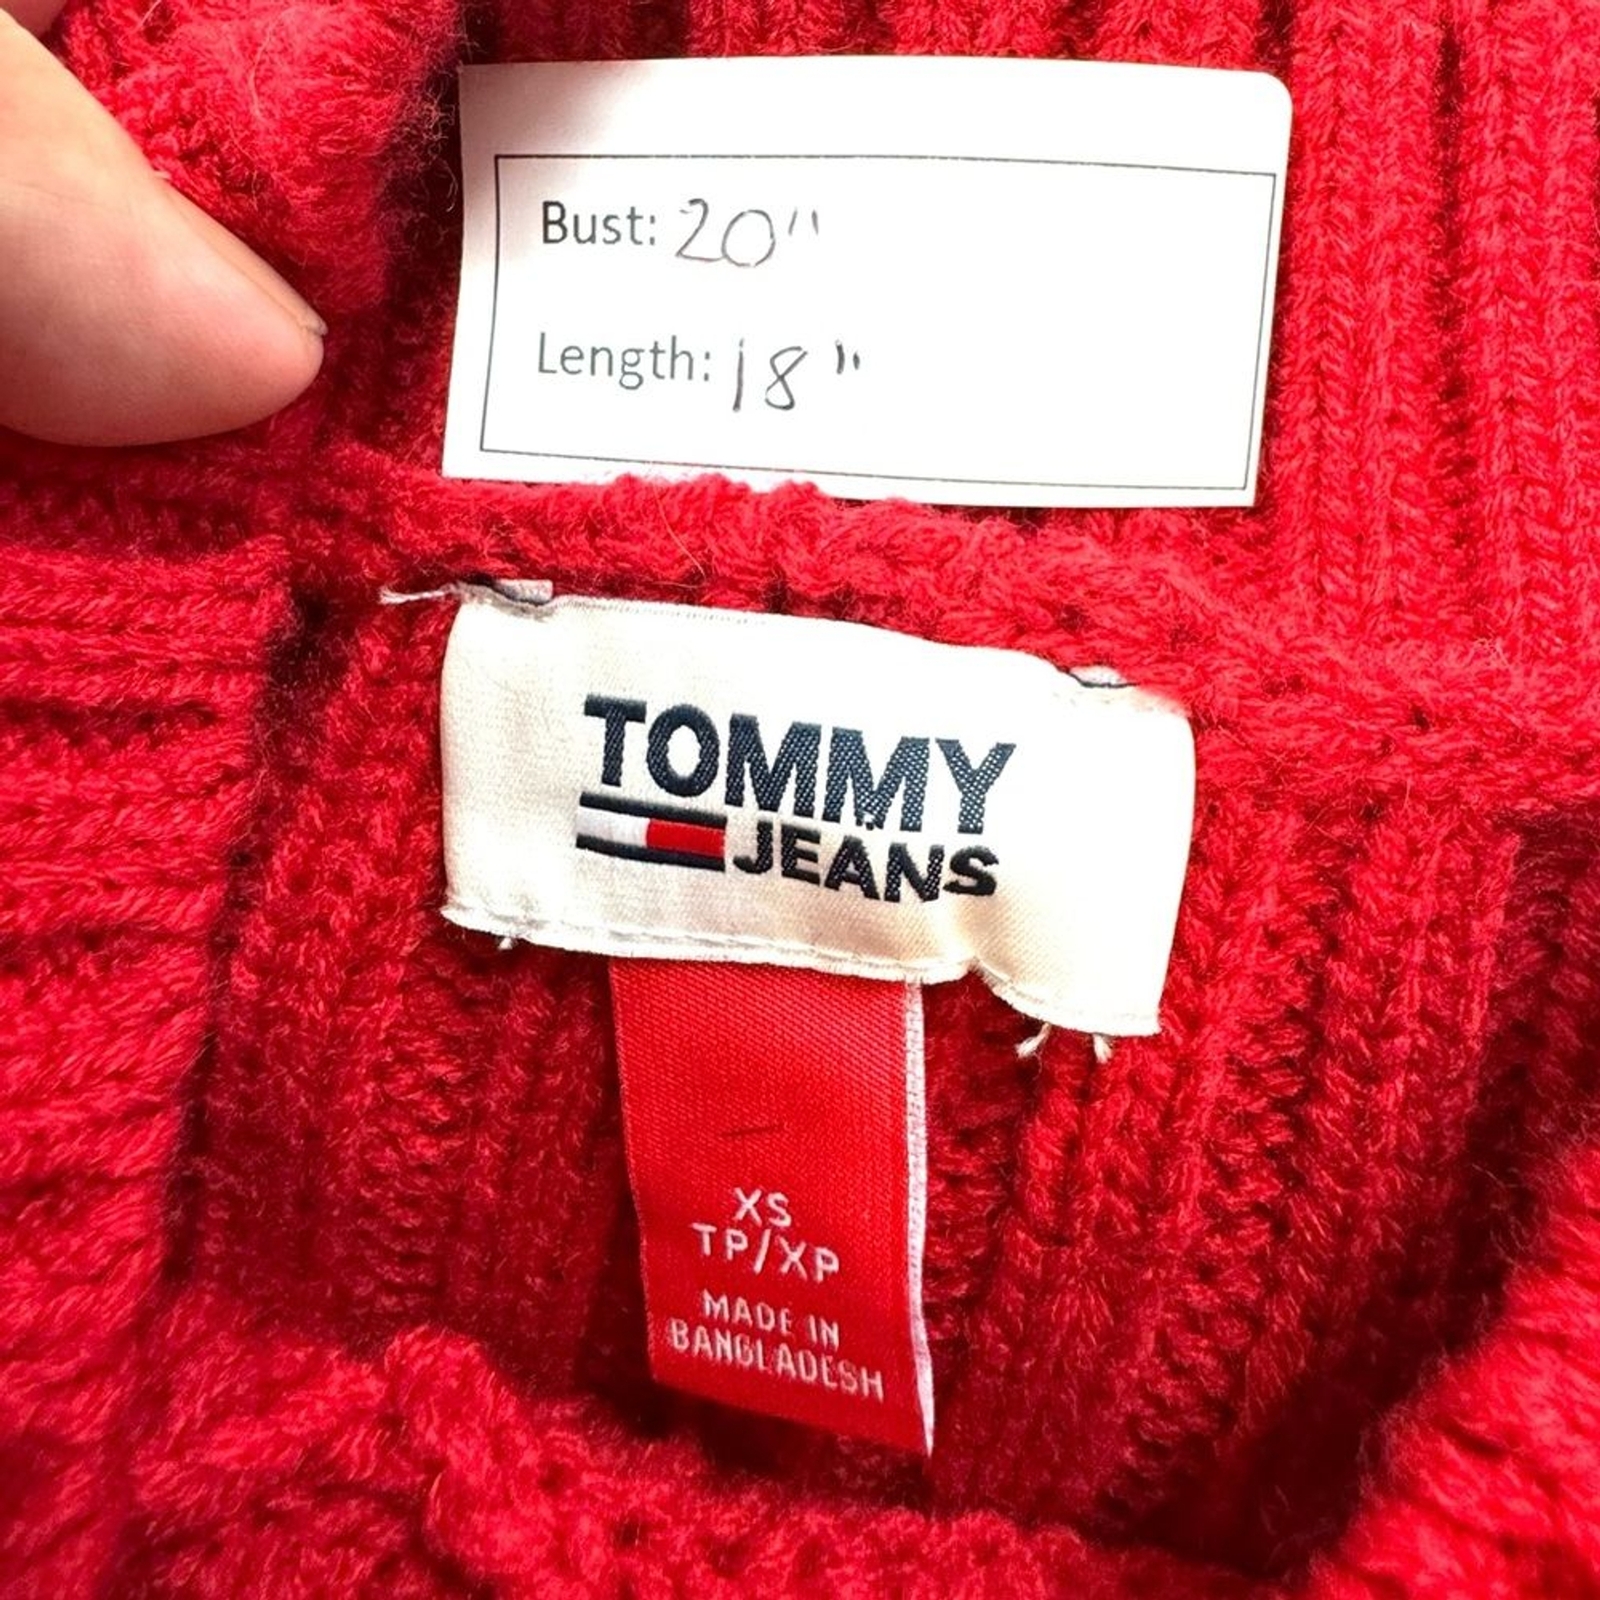 Bust: 20"
Length: 18"
TOMMY
JEANS
XS
TP/XP
MADE IN
BANGLADESH